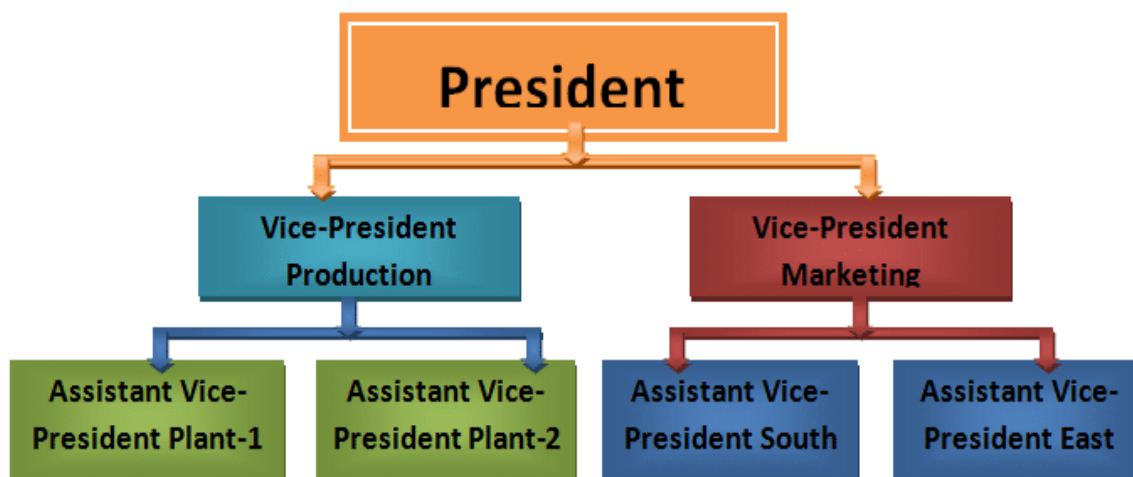 President
Vice-President
Production
Vice-President
Marketing
Assistant Vice-
President Plant-1
Assistant Vice-
President Plant-2
Assistant Vice-
President South
Assistant Vice-
President East